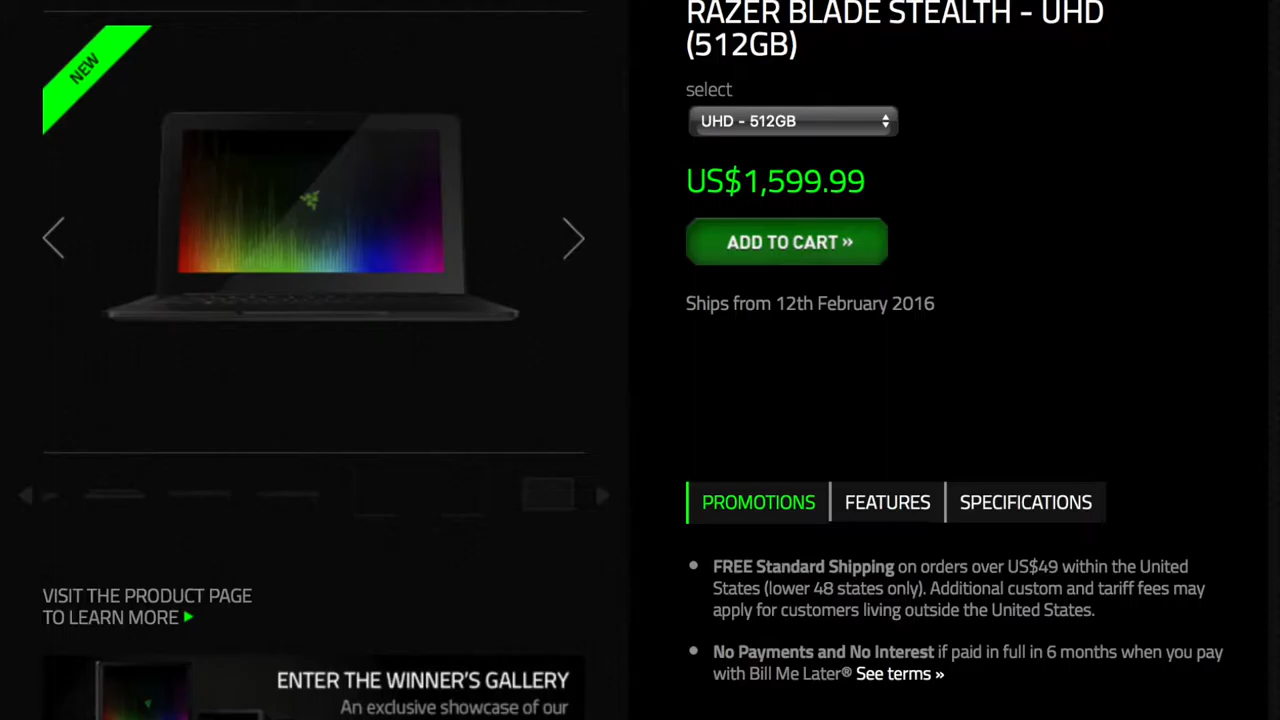 NEW
RAZER BLADE STEALTH - UHD
(512GB)
select
UHD - 512GB
US$1,599.99
ADD TO CART »
Ships from 12th February 2016
PROMOTIONS
FEATURES
SPECIFICATIONS
FREE Standard Shipping on orders over US$49 within the United
States (lower 48 states only). Additional custom and tariff fees may
apply for customers living outside the United States.
No Payments and No Interest if paid in full in 6 months when you pay
with Bill Me Later® See terms »
VISIT THE PRODUCT PAGE
TO LEARN MORE
ENTER THE WINNER'S GALLERY
An exclusive showcase of our